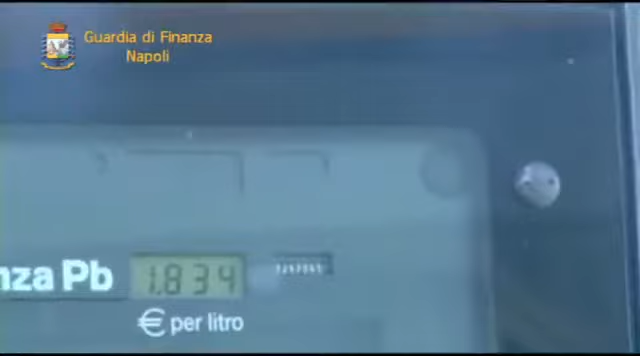 Guardia di Finanza
Napoli
nza Pb 1.834
€ per litro